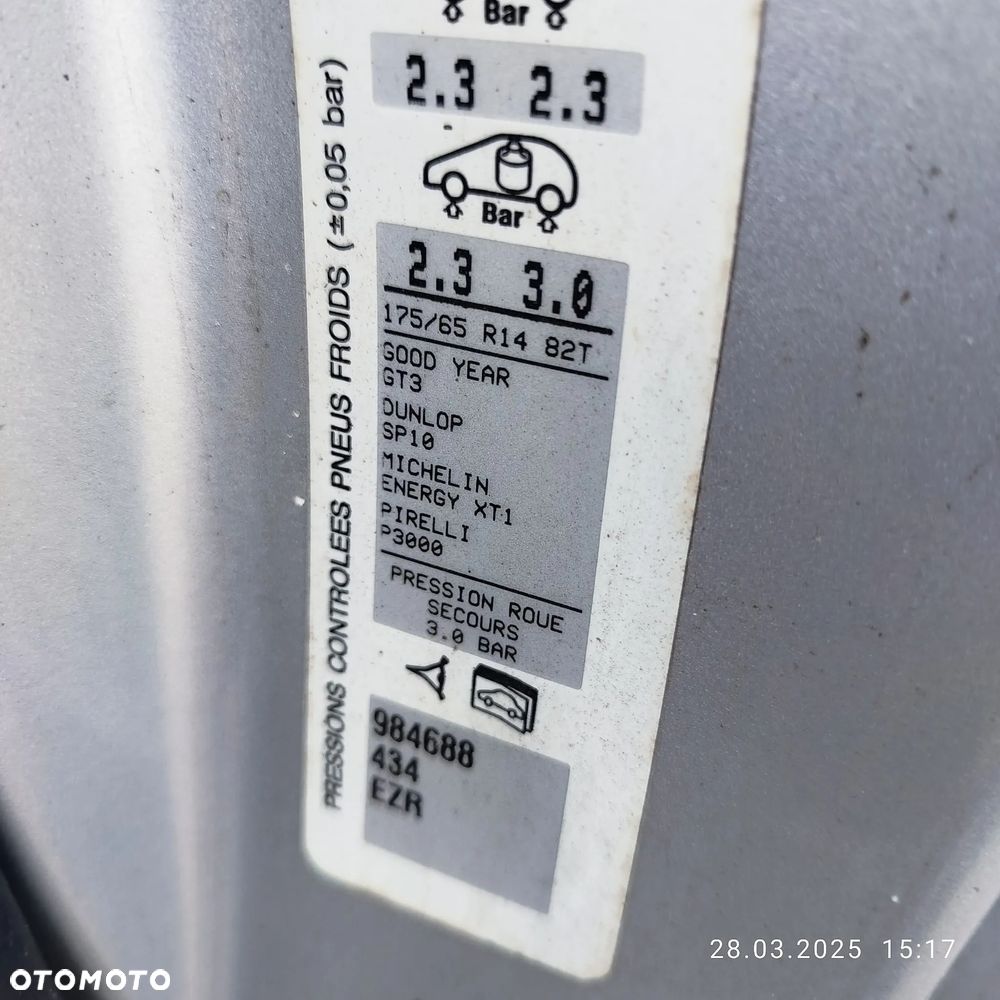 Bar
2.3 2.3
Bar
2.3 3.0
175/65 R14 82T
GOOD YEAR
GT3
DUNLOP
SP10
MICHELIN
ENERGY XT1
PIRELLI
P3000
PRESSION ROUE
SECOURS
3.0 BAR
984688
434
EZR
PRESSIONS CONTROLEES PNEUS FROIDS (±0,05 bar)
28.03.2025 15:17
OTOMOTO